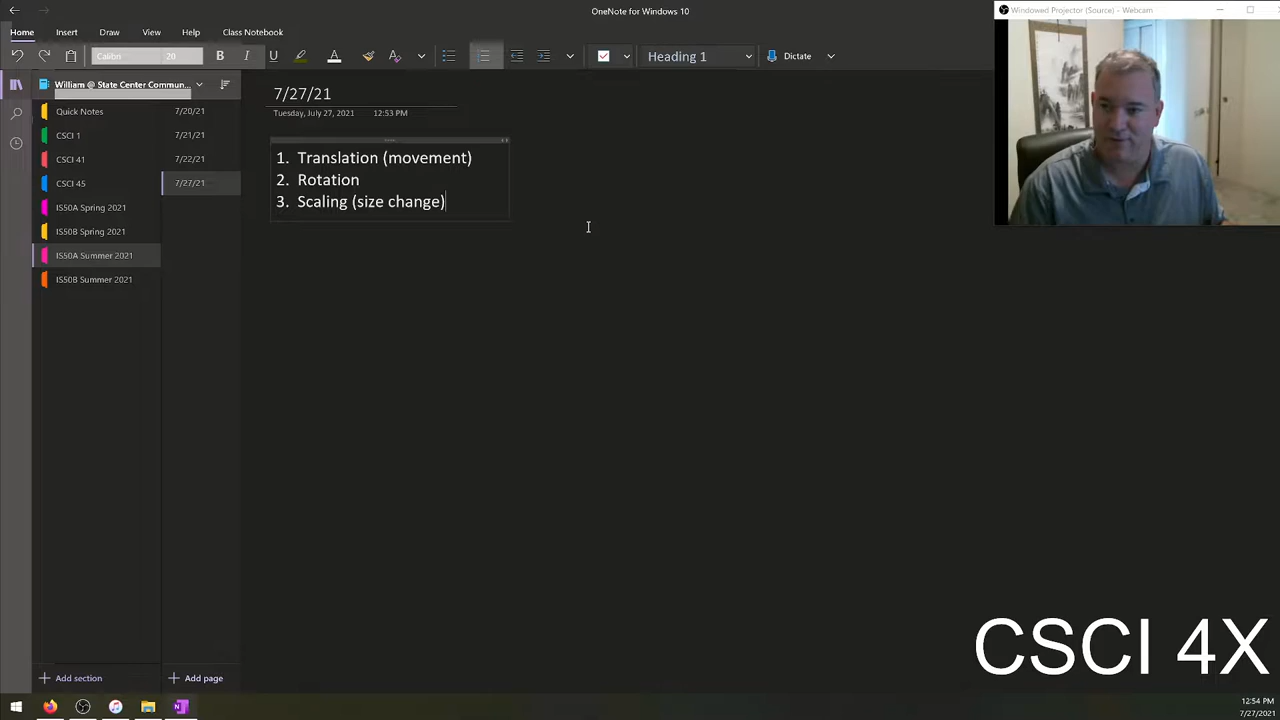 OneNote for Windows 10
Windowed Projector (Source) - Webcam
Home Insert Draw View Help Class Notebook
Calibri 20 B I U A Heading 1 Dictate
William @ State Center Commun...
Quick Notes
CSCI 1
CSCI 41
CSCI 45
IS50A Spring 2021
IS50B Spring 2021
IS50A Summer 2021
IS50B Summer 2021
7/20/21
7/21/21
7/22/21
7/27/21
7/27/21
Tuesday, July 27, 2021 12:53 PM
1. Translation (movement)
2. Rotation
3. Scaling (size change)
CSCI 4X
+ Add section
+ Add page
12:54 PM
7/27/2021